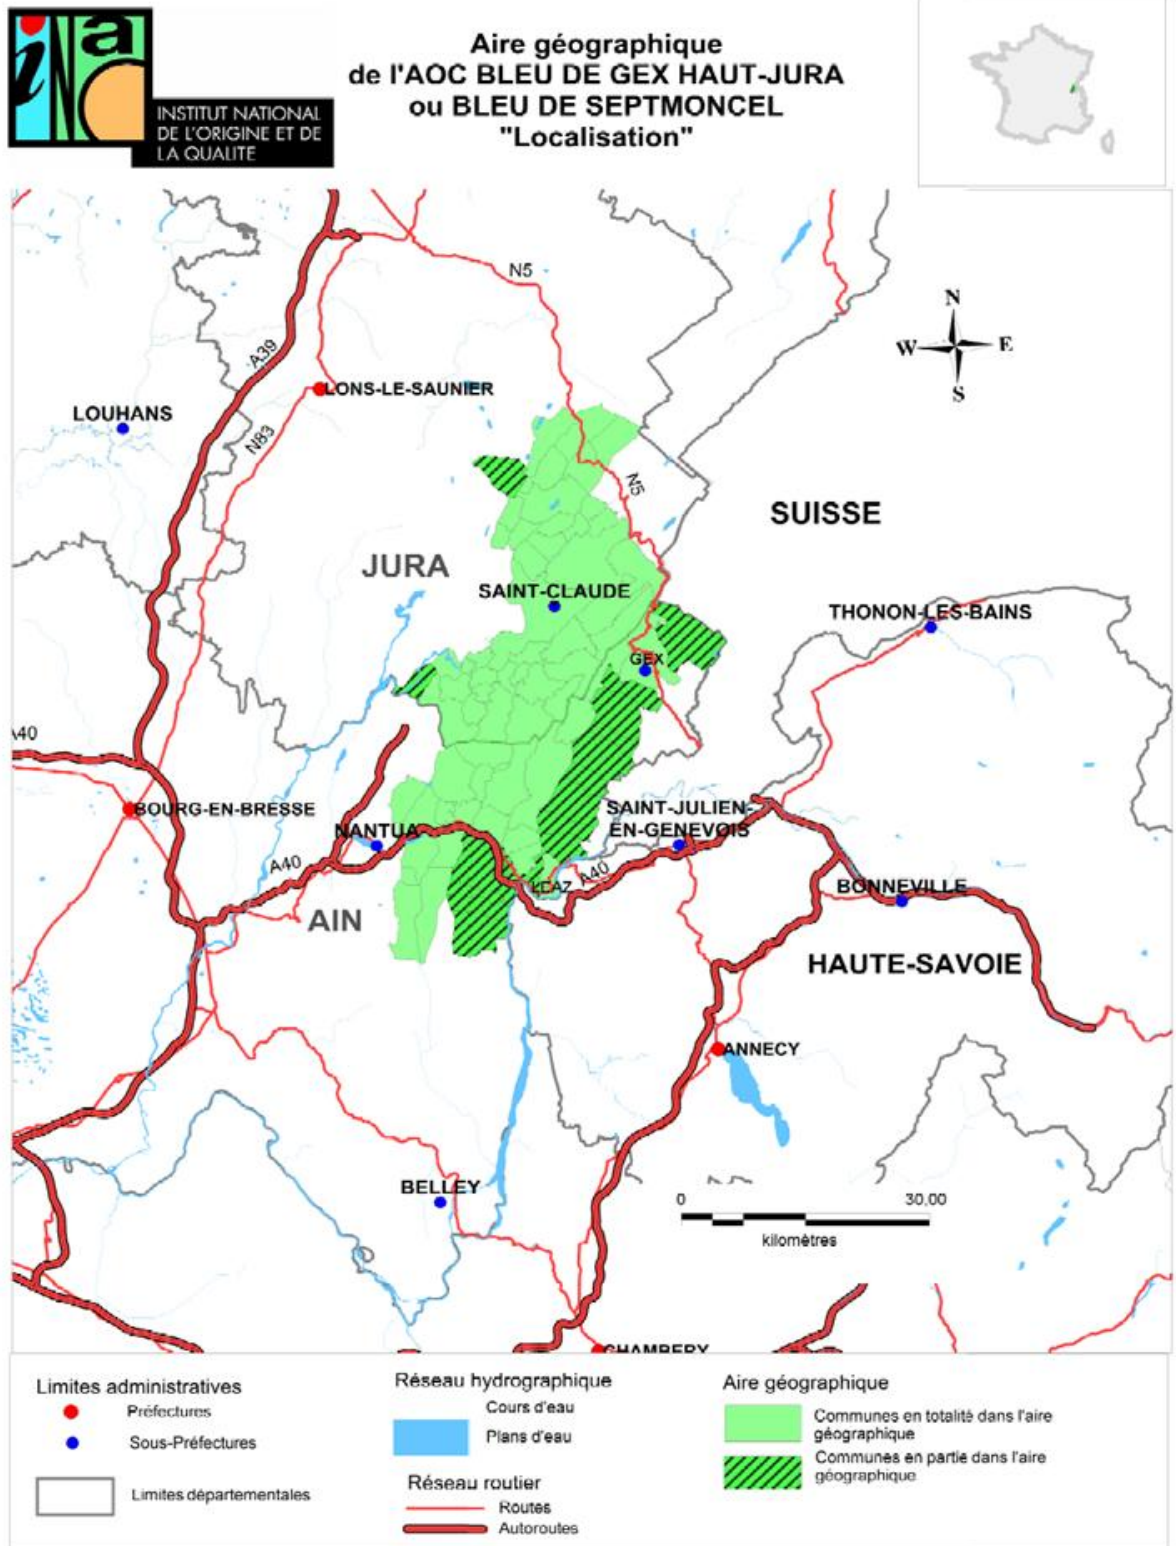 iNao
INSTITUT NATIONAL
DE L'ORIGINE ET DE
LA QUALITE
Aire géographique
de l'AOC BLEU DE GEX HAUT-JURA
ou BLEU DE SEPTMONCEL
"Localisation"
N5
N
W E
S
A39
LONS-LE-SAUNIER
LOUHANS
N83
N5
SUISSE
JURA
SAINT-CLAUDE
THONON-LES-BAINS
GEX
A40
BOURG-EN-BRESSE
SAINT-JULIEN-
EN-GENEVOIS
NANTUA
A40
A40
LEAZ
BONNEVILLE
AIN
HAUTE-SAVOIE
ANNECY
BELLEY
0 30,00
kilomètres
CHAMBERY
Limites administratives
Préfectures
Sous-Préfectures
Limites départementales
Réseau hydrographique
Cours d'eau
Plans d'eau
Réseau routier
Routes
Autoroutes
Aire géographique
Communes en totalité dans l'aire
géographique
Communes en partie dans l'aire
géographique